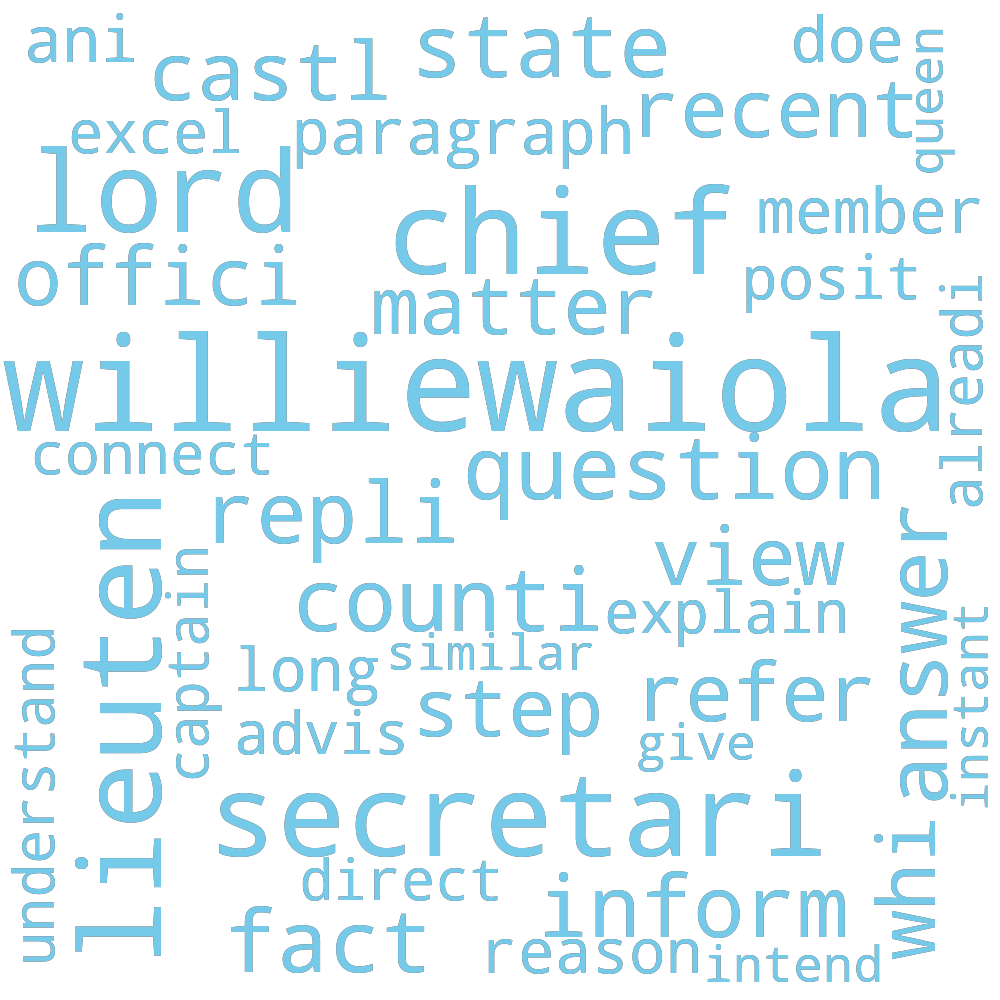 ani
castl
state
doe
queen
excel
paragraph
recent
lord
chief
member
offici
matter
posit
alreadi
williewaiola
connect
question
repli
lieuten
captain
view
answer
counti
explain
understand
long
similar
step
refer
instant
advis
give
secretari
whi
direct
inform
fact
reason
intend